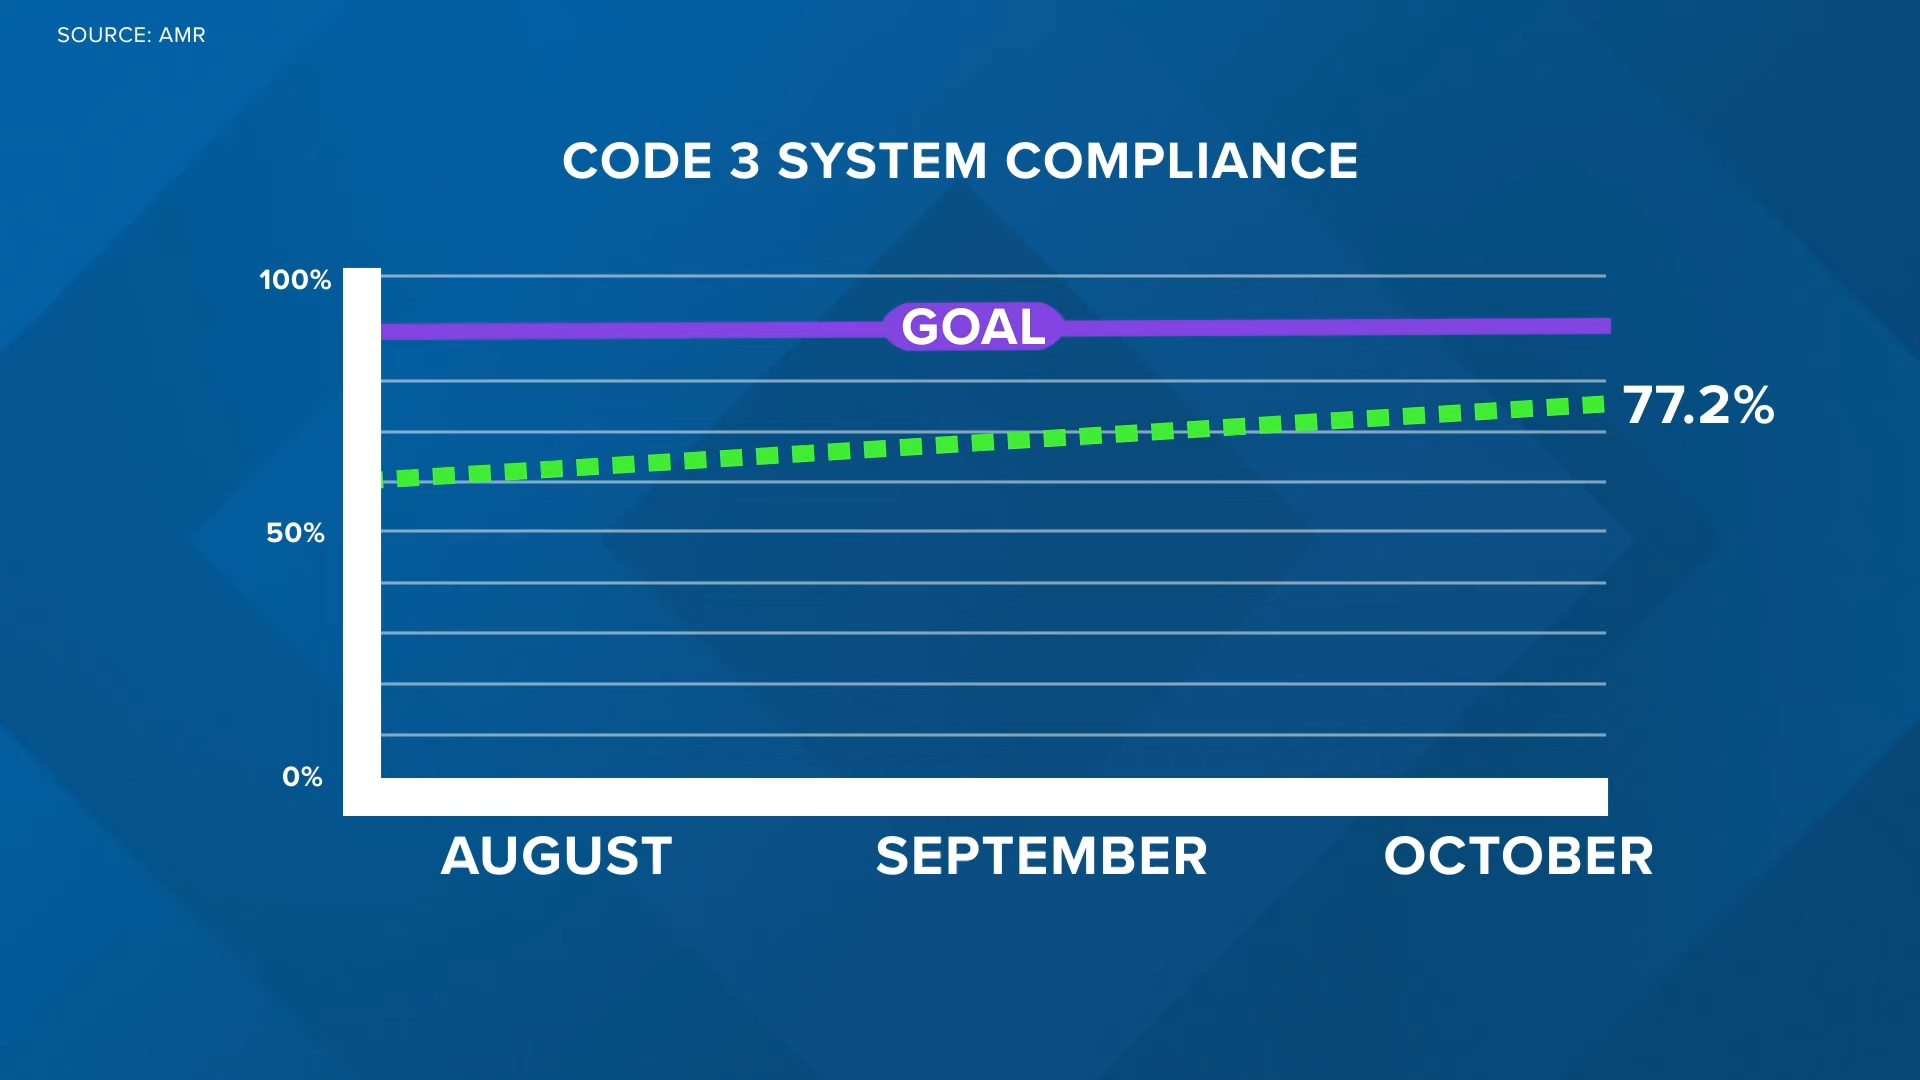 SOURCE: AMR
CODE 3 SYSTEM COMPLIANCE
100%
GOAL
77.2%
50%
0%
AUGUST SEPTEMBER OCTOBER